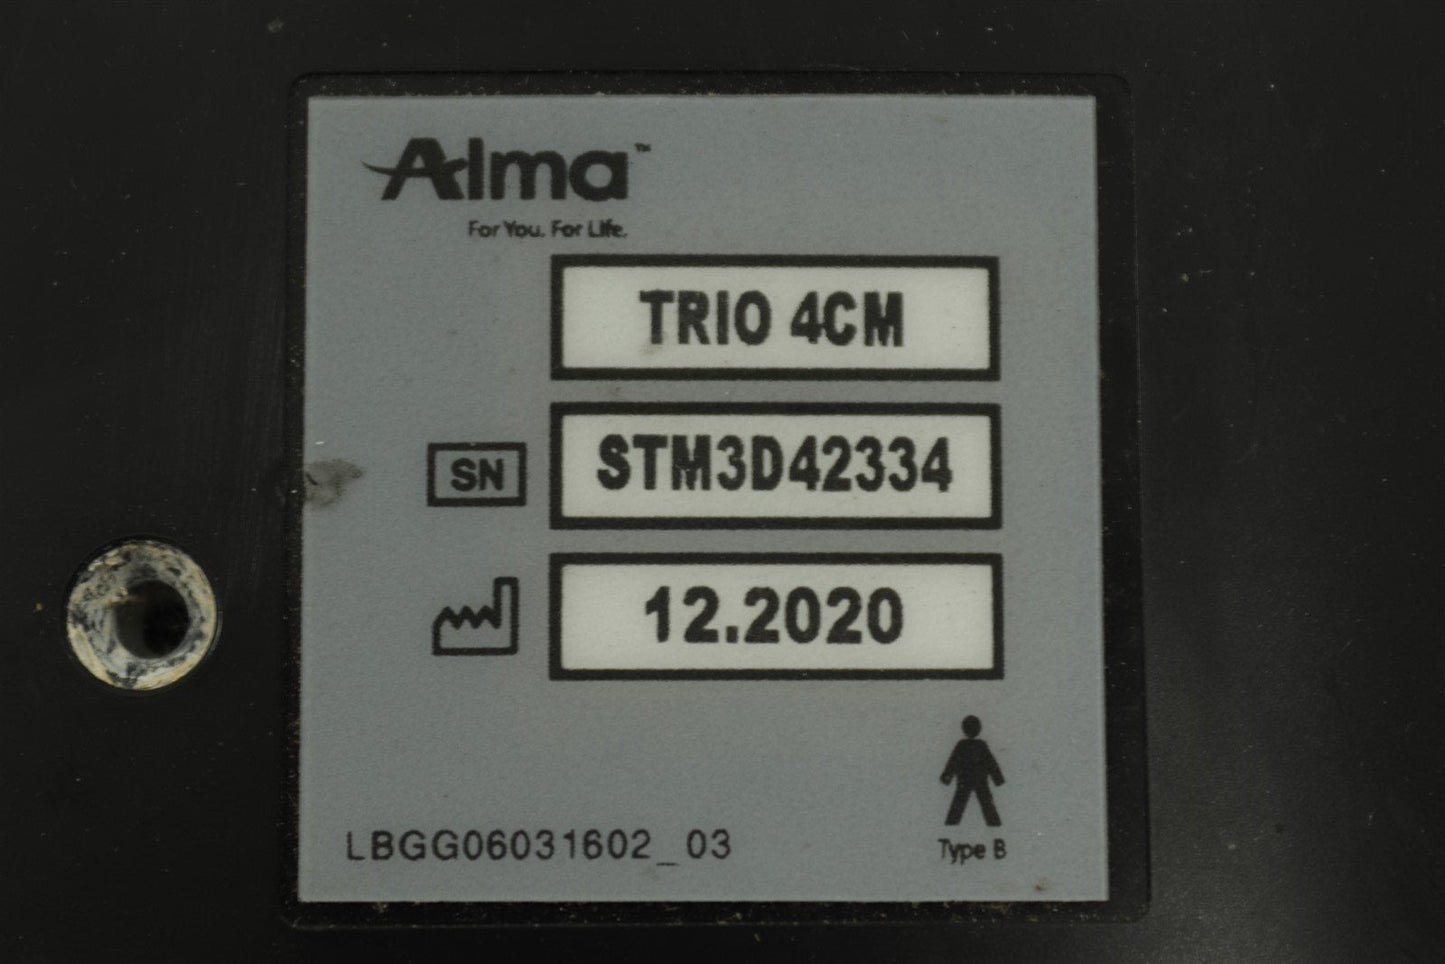 Alma™
For You. For Life.
TRIO 4CM
SN
STM3D42334
12.2020
Type B
LBGG06031602_03